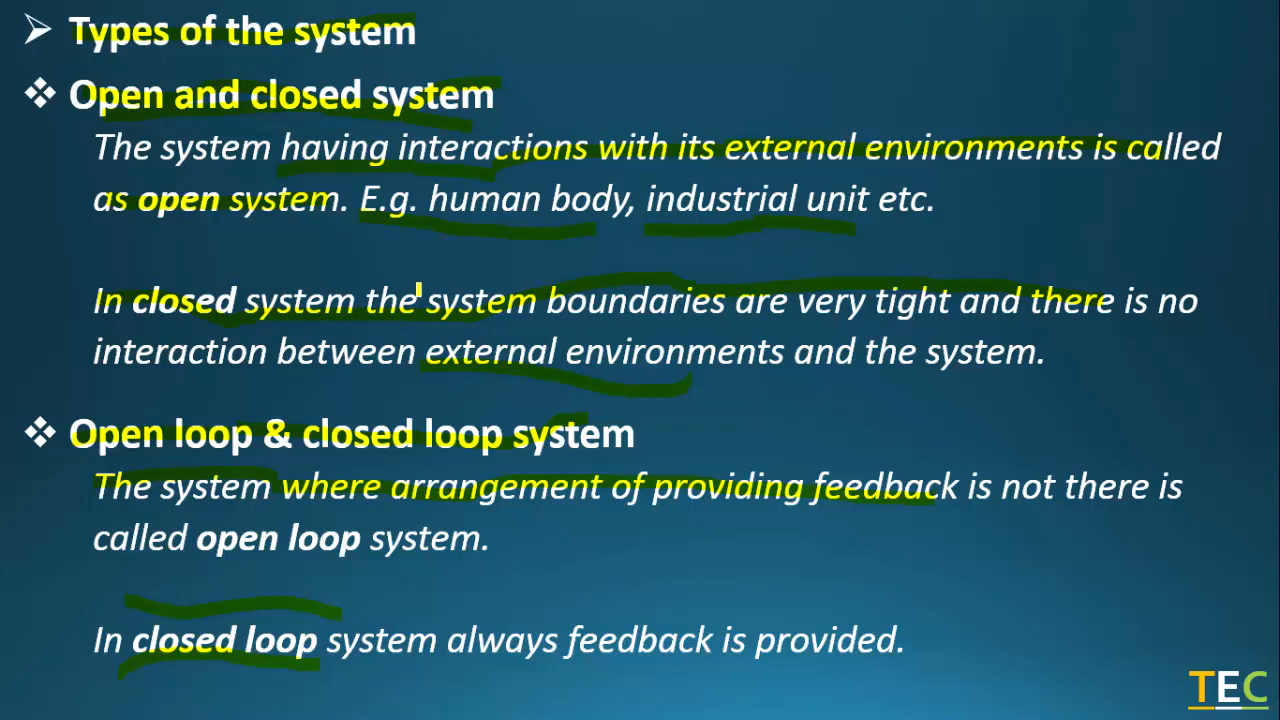 Types of the system
Open and closed system
The system having interactions with its external environments is called
as open system. E.g. human body, industrial unit etc.
In closed system the system boundaries are very tight and there is no
interaction between external environments and the system.
Open loop & closed loop system
The system where arrangement of providing feedback is not there is
called open loop system.
In closed loop system always feedback is provided.
TEC